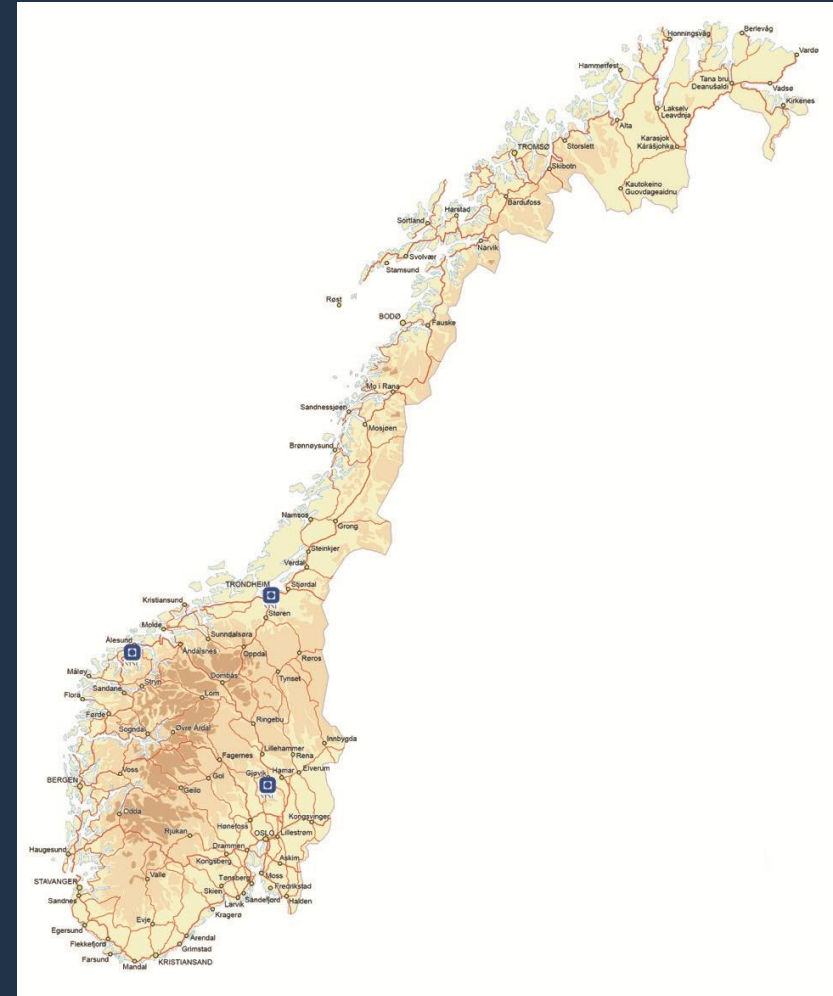 Berlevåg
Honningsvåg
Vardø
Hammerfest
Tana bru
Deanušaldi
Vadsø
Kirkenes
Lakselv
Leavdnja
Alta
Karasjok
Kárášjohka
TROMSØ
Storslett
Skibotn
Kautokeino
Guovdageaidnu
Bardufoss
Harstad
Sortland
Narvik
Svolvær
Stamsund
Røst
BODØ
Fauske
Mo i Rana
Sandnessjøen
Mosjøen
Brønnøysund
Namsos
Grong
Steinkjer
Verdal
TRONDHEIM
Stjørdal
NTNU
Kristiansund
Støren
Molde
Sunndalsøra
Ålesund
Åndalsnes
Oppdal
Røros
NTNU
Måløy
Tynset
Stryn
Dombås
Sandane
Flora
Lom
Førde
Ringebu
Sogndal
Øvre Årdal
Innbygda
Lillehammer
Rena
Fagernes
Voss
Gol
Gjøvik
Hamar
Elverum
BERGEN
Geilo
NTNU
Odda
Kongsvinger
Hønefoss
Rjukan
OSLO
Lillestrøm
Drammen
Haugesund
Kongsberg
Askim
Valle
Moss
STAVANGER
Tønsberg
Fredrikstad
Skien
Sandnes
Larvik
Sandefjord
Halden
Kragerø
Evje
Egersund
Arendal
Flekkefjord
Grimstad
Farsund
Mandal
KRISTIANSAND